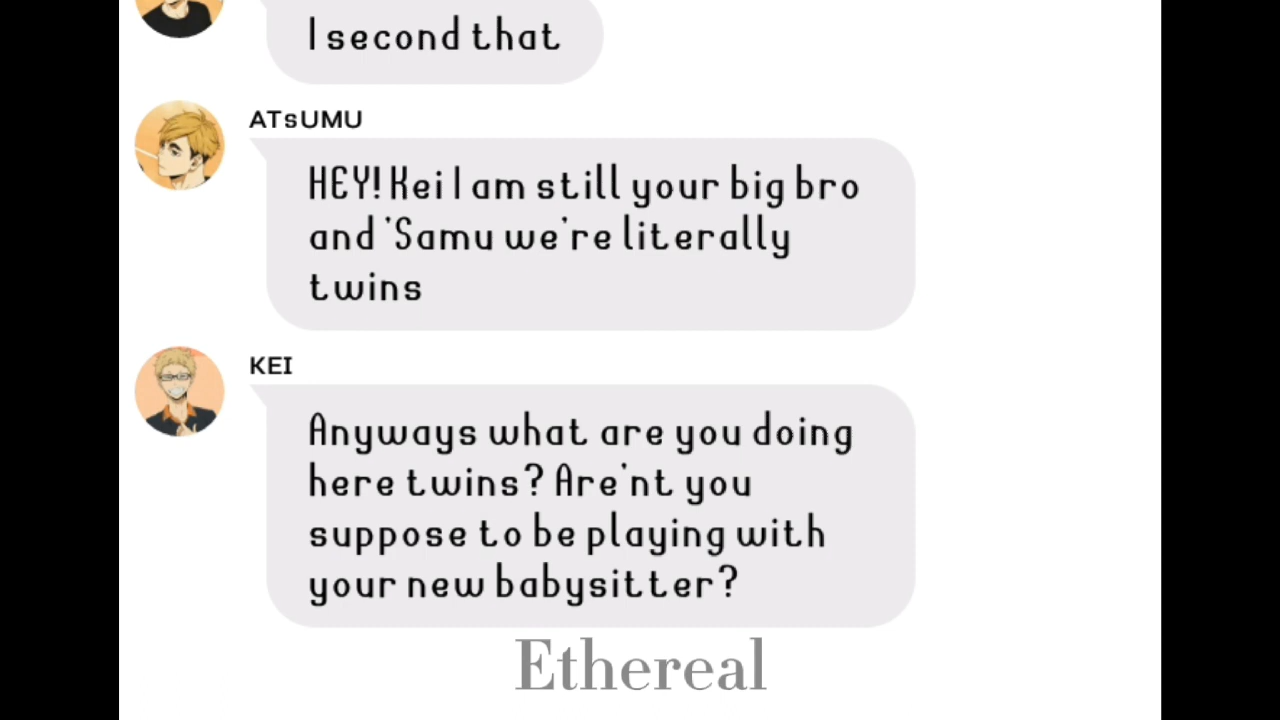 I second that
ATsUMU
HEY! Kei I am still your big bro
and 'Samu we're literally
twins
KEI
Anyways what are you doing
here twins? Are'nt you
suppose to be playing with
your new babysitter?
Ethereal